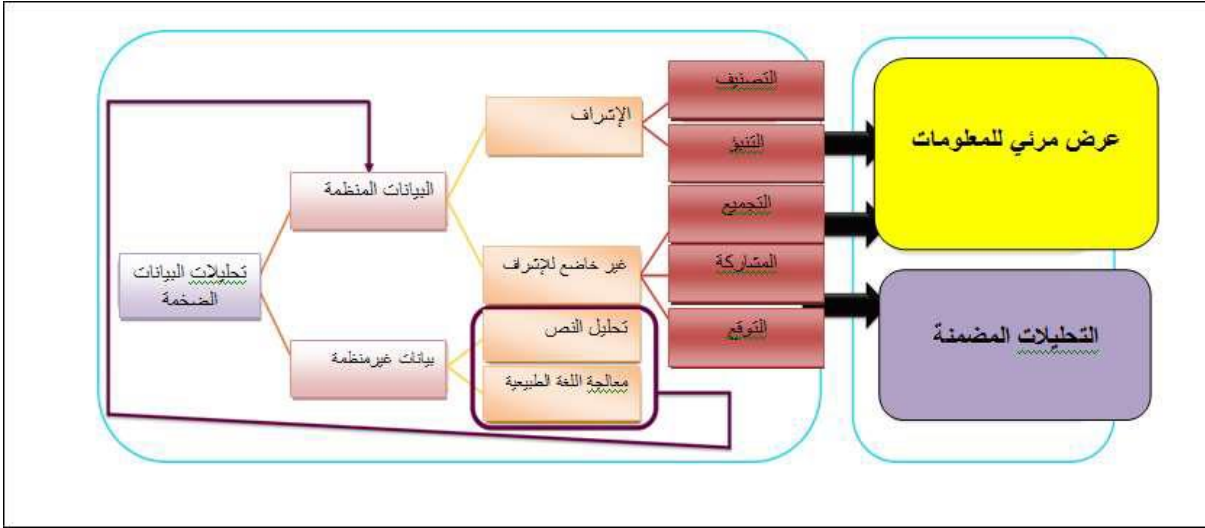 تحليلات البيانات
الضخمة
البيانات المنظمة
بيانات غيرمنظمة
الإشراف
غير خاضع للإشراف
تحليل النص
معالجة اللغة الطبيعية
التصنيف
التنبؤ
التجميع
المشاركة
التوقع
عرض مرئي للمعلومات
التحليلات المضمنة